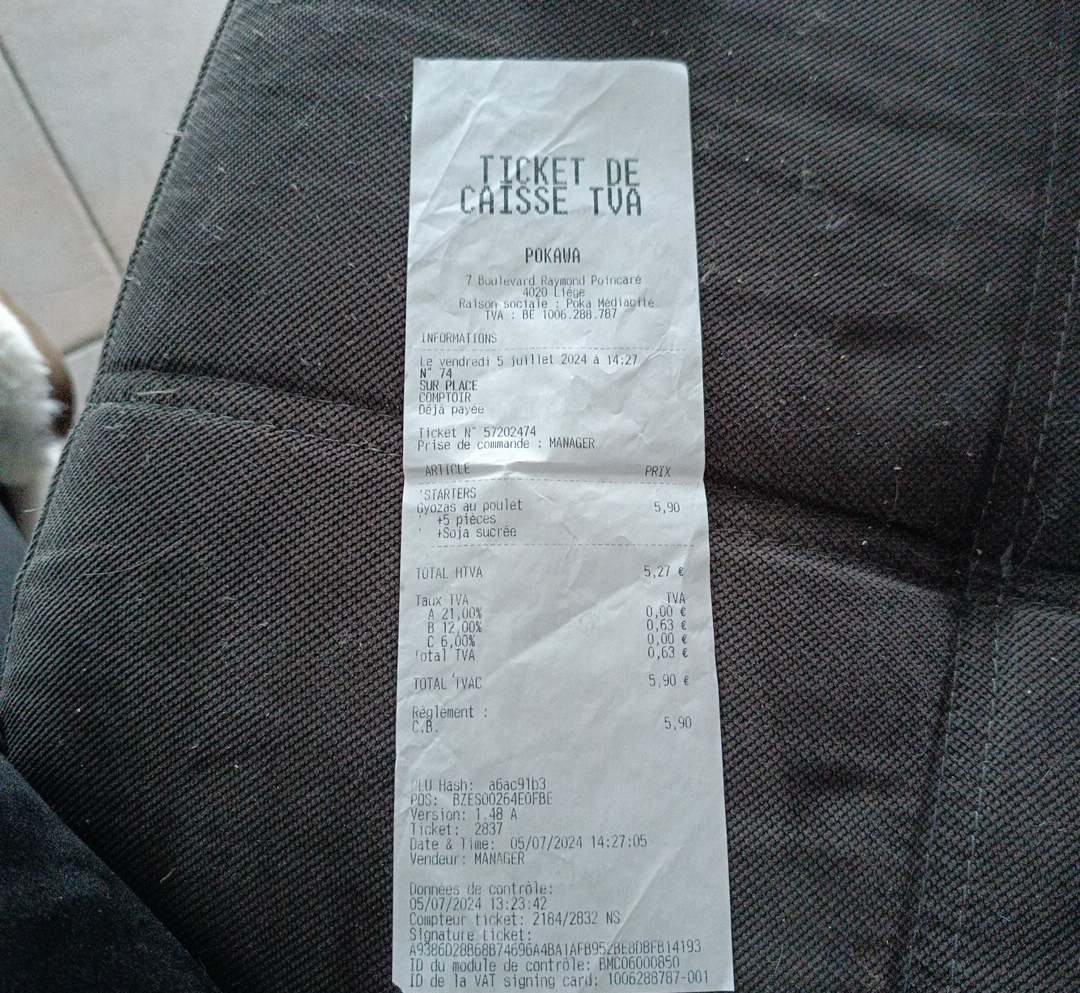 TICKET DE
CAISSE TVA
POKAWA
7 Boulevard Raymond Poincaré
4020 Liége
Raison sociale : Poka Médiacité
TVA : BE 1006.288.787
INFORMATIONS
Le vendredi 5 juillet 2024 à 14:27
N° 74
SUR PLACE
COMPTOIR
Déjà payée
Ticket N° 57202474
Prise de commande : MANAGER
ARTICLE PRIX
STARTERS
Gyozas au poulet 5,90
+5 pièces
+Soja sucrée
TOTAL HTVA 5,27 €
Taux TVA TVA
A 21,00% 0,00 €
B 12,00% 0,63 €
C 6,00% 0,00 €
Total TVA 0,63 €
TOTAL TVAC 5,90 €
Règlement :
C.B. 5,90
PLU Hash: a6ac91b3
POS: BZES00264E0FBE
Version: 1.48 A
Ticket: 2837
Date & Time: 05/07/2024 14:27:05
Vendeur: MANAGER
Données de contrôle:
05/07/2024 13:23:42
Compteur ticket: 2184/2832 NS
Signature ticket:
A9386D28B68B74696A4BA1AFB952BE8D8FB14193
ID du module de contrôle: BMC06000850
ID de la VAT signing card: 1006288787-001